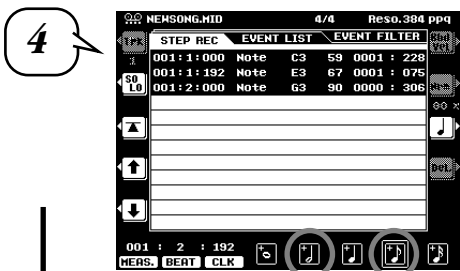 4
NEWSONG.MID 4/4 Reso.384 ppq
STEP REC EVENT LIST EVENT FILTER
001:1:000 Note C3 59 0001 : 228
001:1:192 Note E3 67 0001 : 075
001:2:000 Note G3 90 0000 : 306
1
SO
LO
Del.
001 : 2 : 192
MEAS. BEAT CLK